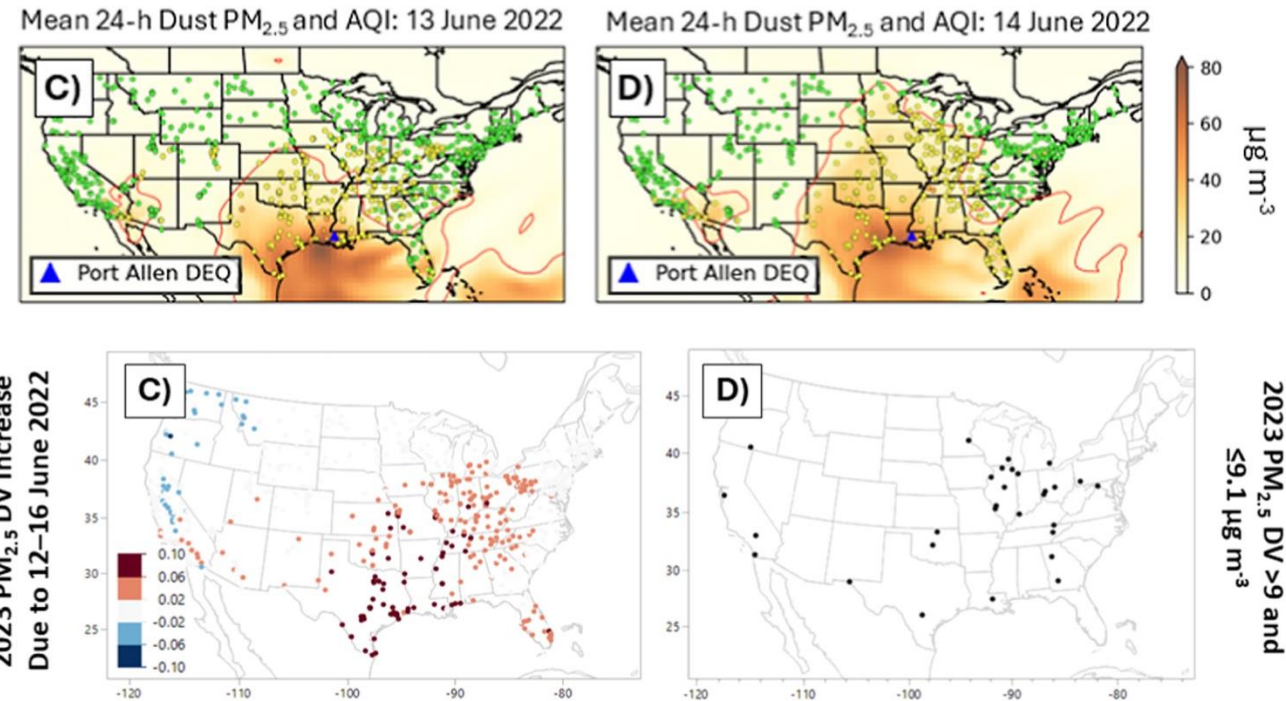 Mean 24-h Dust PM2.5 and AQI: 13 June 2022
Mean 24-h Dust PM2.5 and AQI: 14 June 2022
C)
Port Allen DEQ
D)
Port Allen DEQ
80
60
40
20
0
µg m-3
2023 PM2.5 DV Increase
Due to 12–16 June 2022
C)
45
40
35
30
25
0.10
0.06
0.02
-0.02
-0.06
-0.10
-120
-110
-100
-90
-80
D)
45
40
35
30
25
-120
-110
-100
-90
-80
2023 PM2.5 DV >9 and
≤9.1 µg m-3